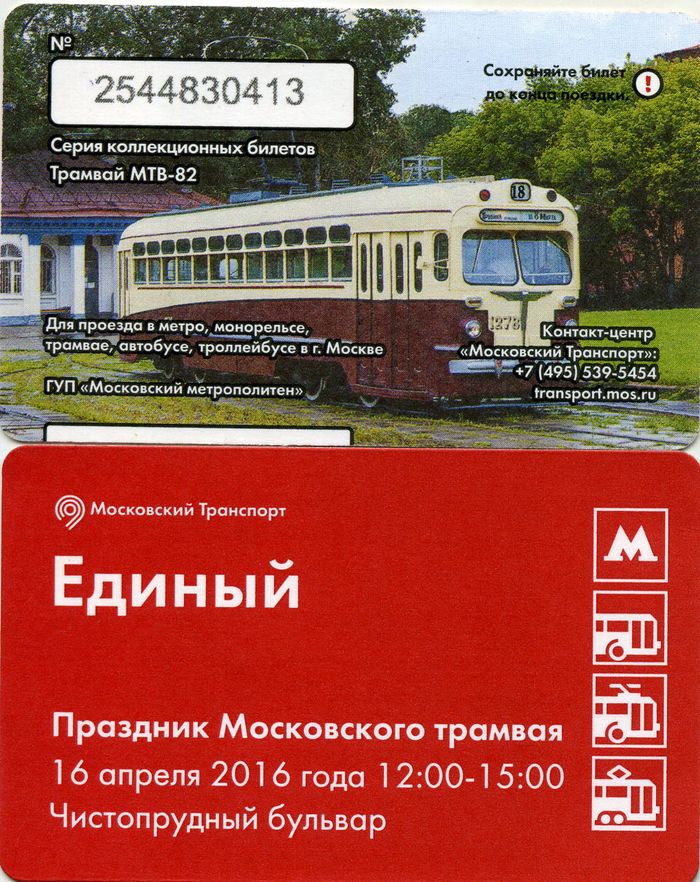 №
2544830413
Сохраняйте билет
до конца поездки.
!
Серия коллекционных билетов
Трамвай МТВ-82
18
1278
Для проезда в метро, монорельсе,
трамвае, автобусе, троллейбусе в г. Москве
ГУП «Московский метрополитен»
Контакт-центр
«Московский Транспорт»:
+7 (495) 539-5454
transport.mos.ru
Московский Транспорт
Единый
М
Праздник Московского трамвая
16 апреля 2016 года 12:00-15:00
Чистопрудный бульвар